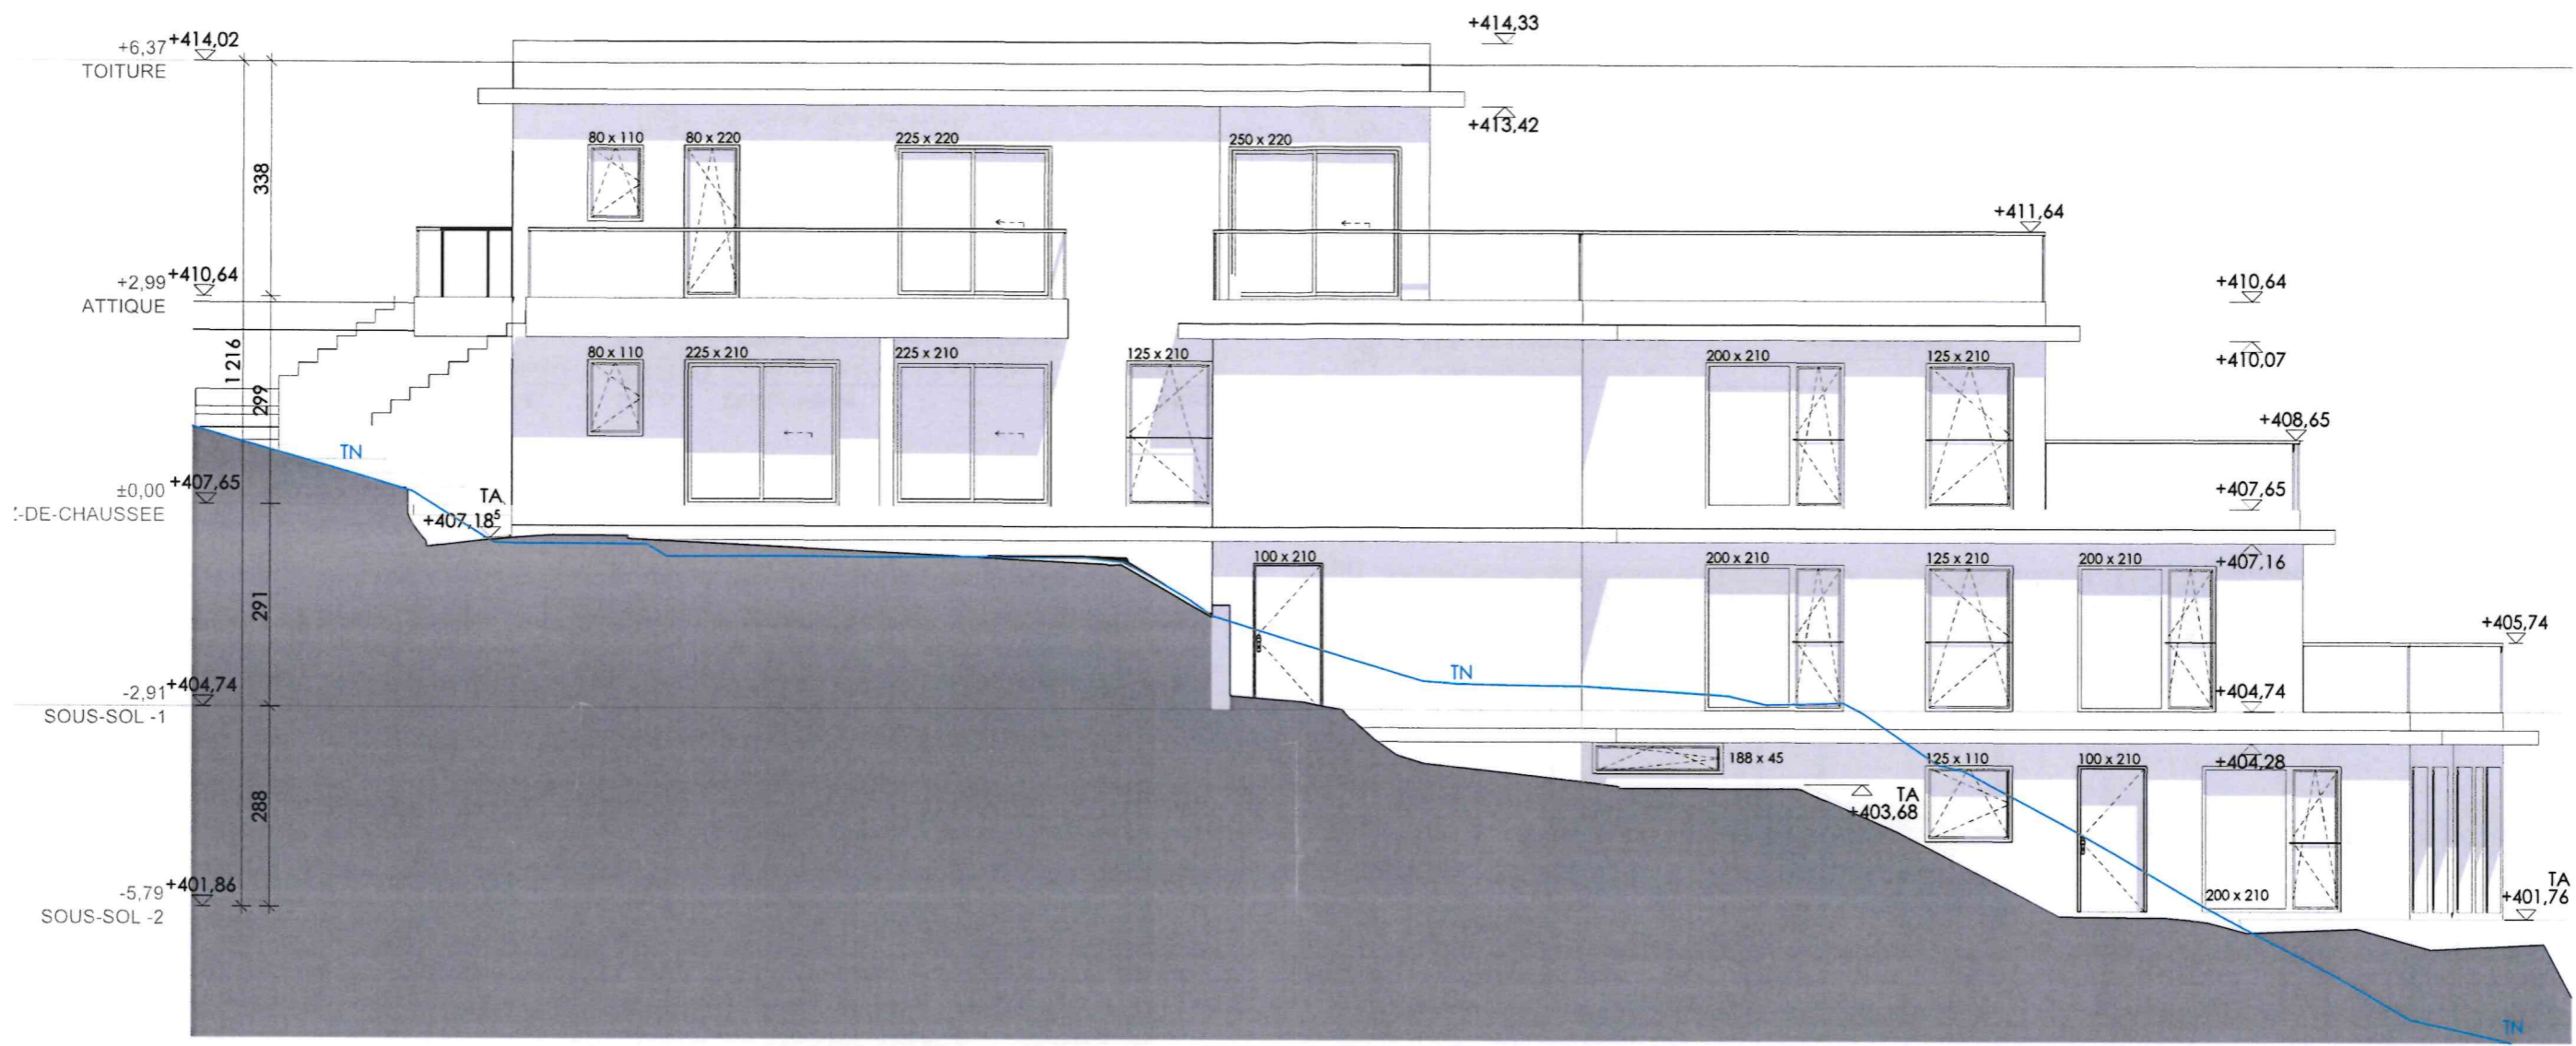 +414,33
+6,37 +414,02
TOITURE
+413,42
80 x 110
80 x 220
225 x 220
250 x 220
338
+411,64
+2,99 +410,64
ATTIQUE
+410,64
+410,07
1 216
299
80 x 110
225 x 210
225 x 210
125 x 210
200 x 210
125 x 210
+408,65
TN
±0,00 +407,65
-DE-CHAUSSEE
TA
+407,18⁵
+407,65
+407,16
100 x 210
200 x 210
125 x 210
200 x 210
291
TN
+405,74
-2,91 +404,74
SOUS-SOL -1
+404,74
188 x 45
125 x 110
100 x 210
+404,28
288
TA
+403,68
-5,79 +401,86
SOUS-SOL -2
200 x 210
TA
+401,76
TN